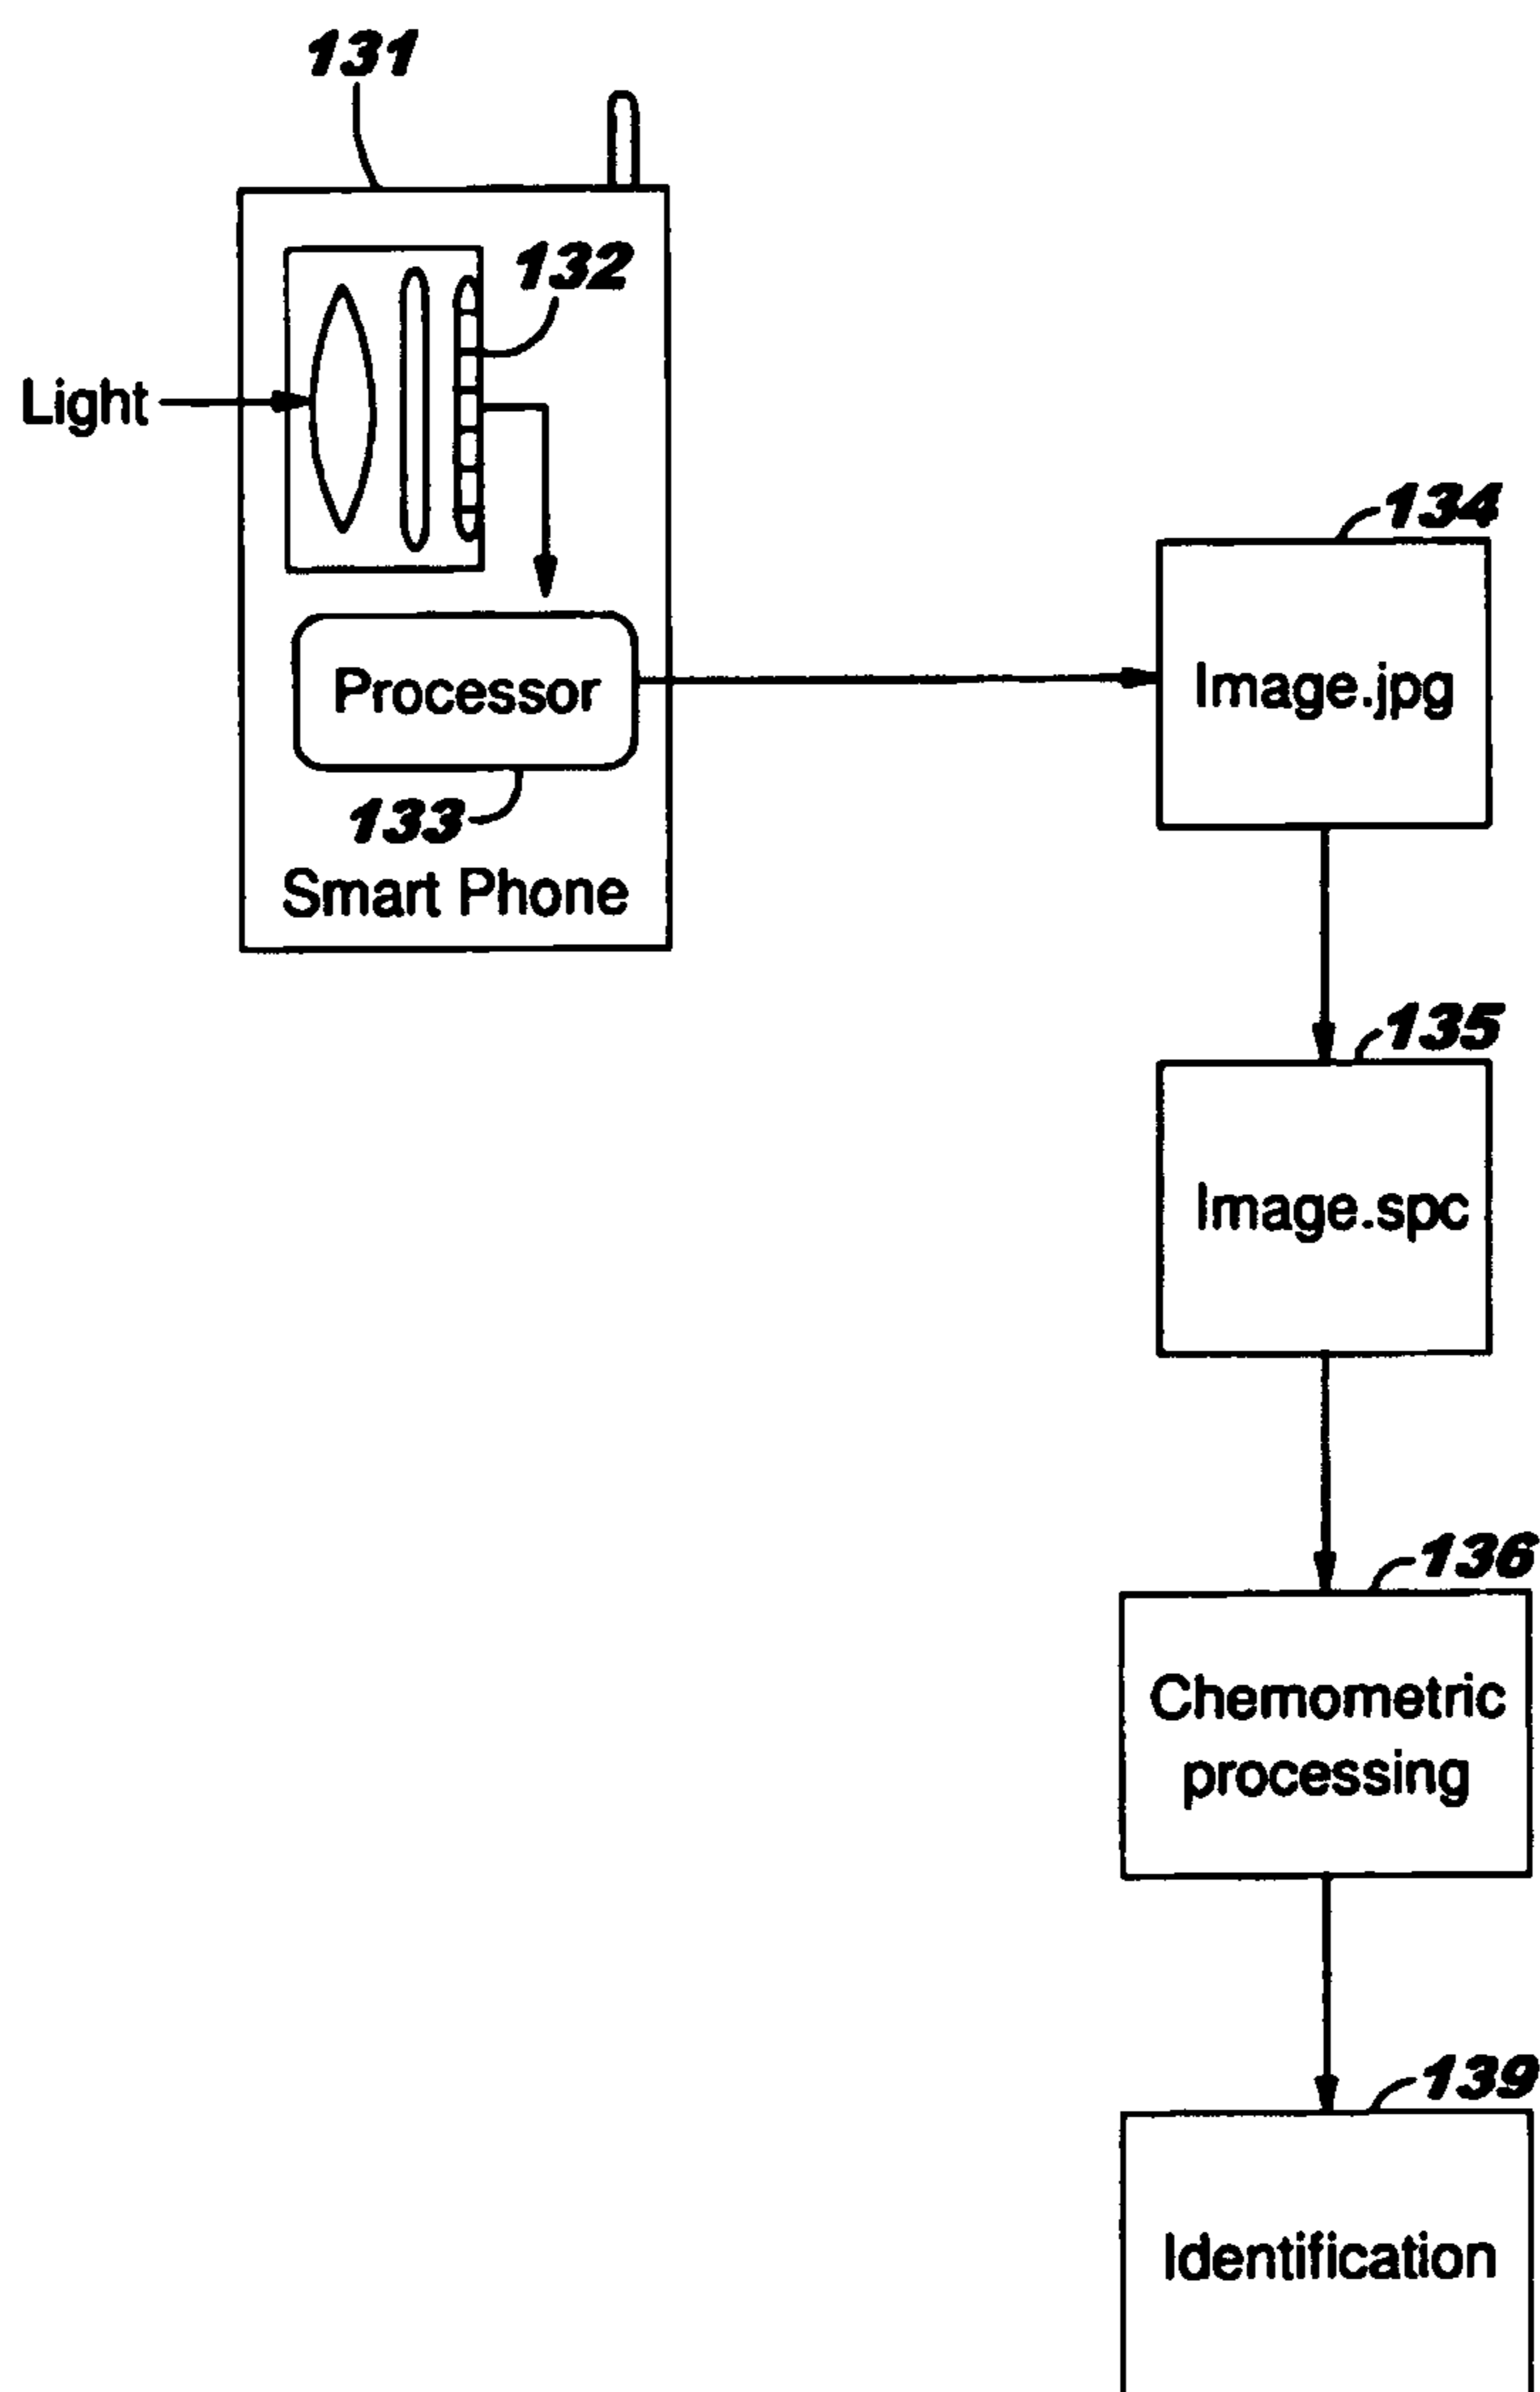 131
132
Light
Processor
133
Smart Phone
134
Image.jpg
135
Image.spc
136
Chemometric
processing
139
Identification